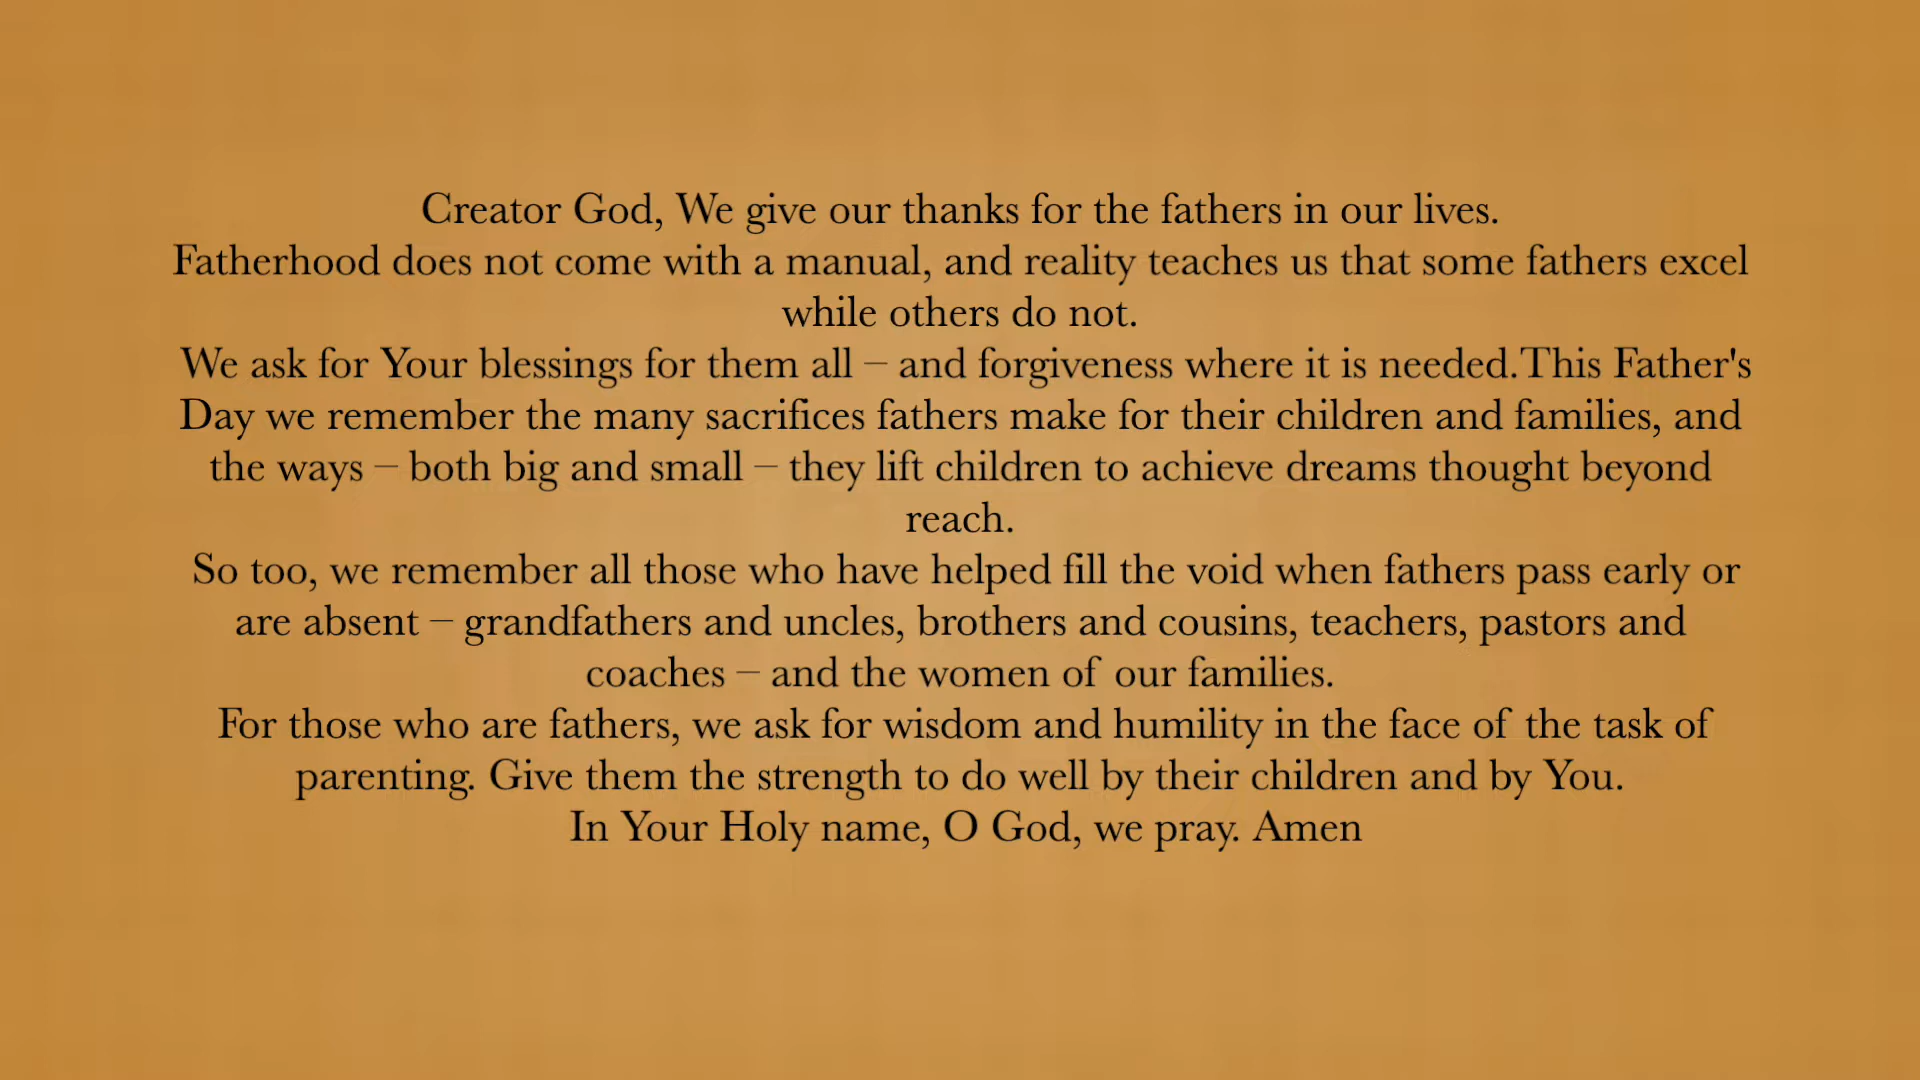 Creator God, We give our thanks for the fathers in our lives.
Fatherhood does not come with a manual, and reality teaches us that some fathers excel
while others do not.
We ask for Your blessings for them all – and forgiveness where it is needed.This Father's
Day we remember the many sacrifices fathers make for their children and families, and
the ways – both big and small – they lift children to achieve dreams thought beyond
reach.
So too, we remember all those who have helped fill the void when fathers pass early or
are absent – grandfathers and uncles, brothers and cousins, teachers, pastors and
coaches – and the women of our families.
For those who are fathers, we ask for wisdom and humility in the face of the task of
parenting. Give them the strength to do well by their children and by You.
In Your Holy name, O God, we pray. Amen